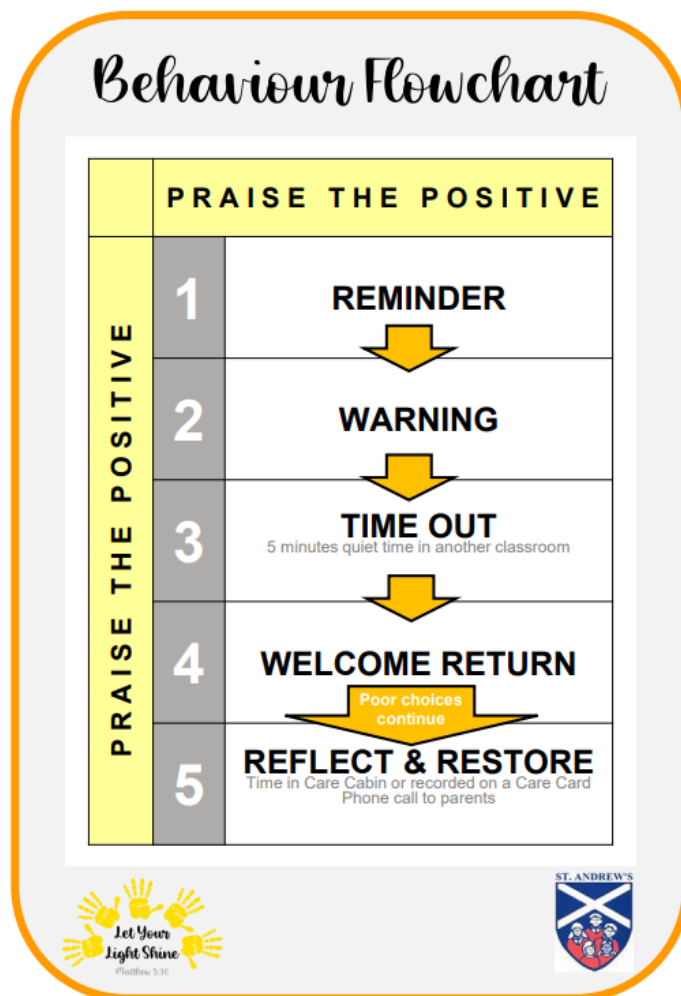 Behaviour Flowchart
PRAISE THE POSITIVE
PRAISE THE POSITIVE
1
REMINDER
2
WARNING
3
TIME OUT
5 minutes quiet time in another classroom
4
WELCOME RETURN
Poor choices
continue
5
REFLECT & RESTORE
Time in Care Cabin or recorded on a Care Card
Phone call to parents
Let Your
Light Shine
Matthew 5:16
ST. ANDREW'S